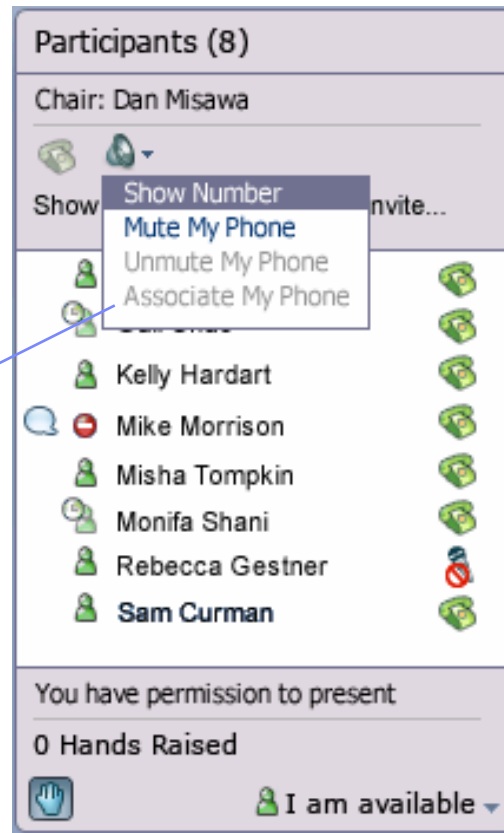 Participants (8)
Chair: Dan Misawa
Show Number
Show nvite...
Mute My Phone
Unmute My Phone
Associate My Phone
Kelly Hardart
Mike Morrison
Misha Tompkin
Monifa Shani
Rebecca Gestner
Sam Curman
You have permission to present
0 Hands Raised
I am available